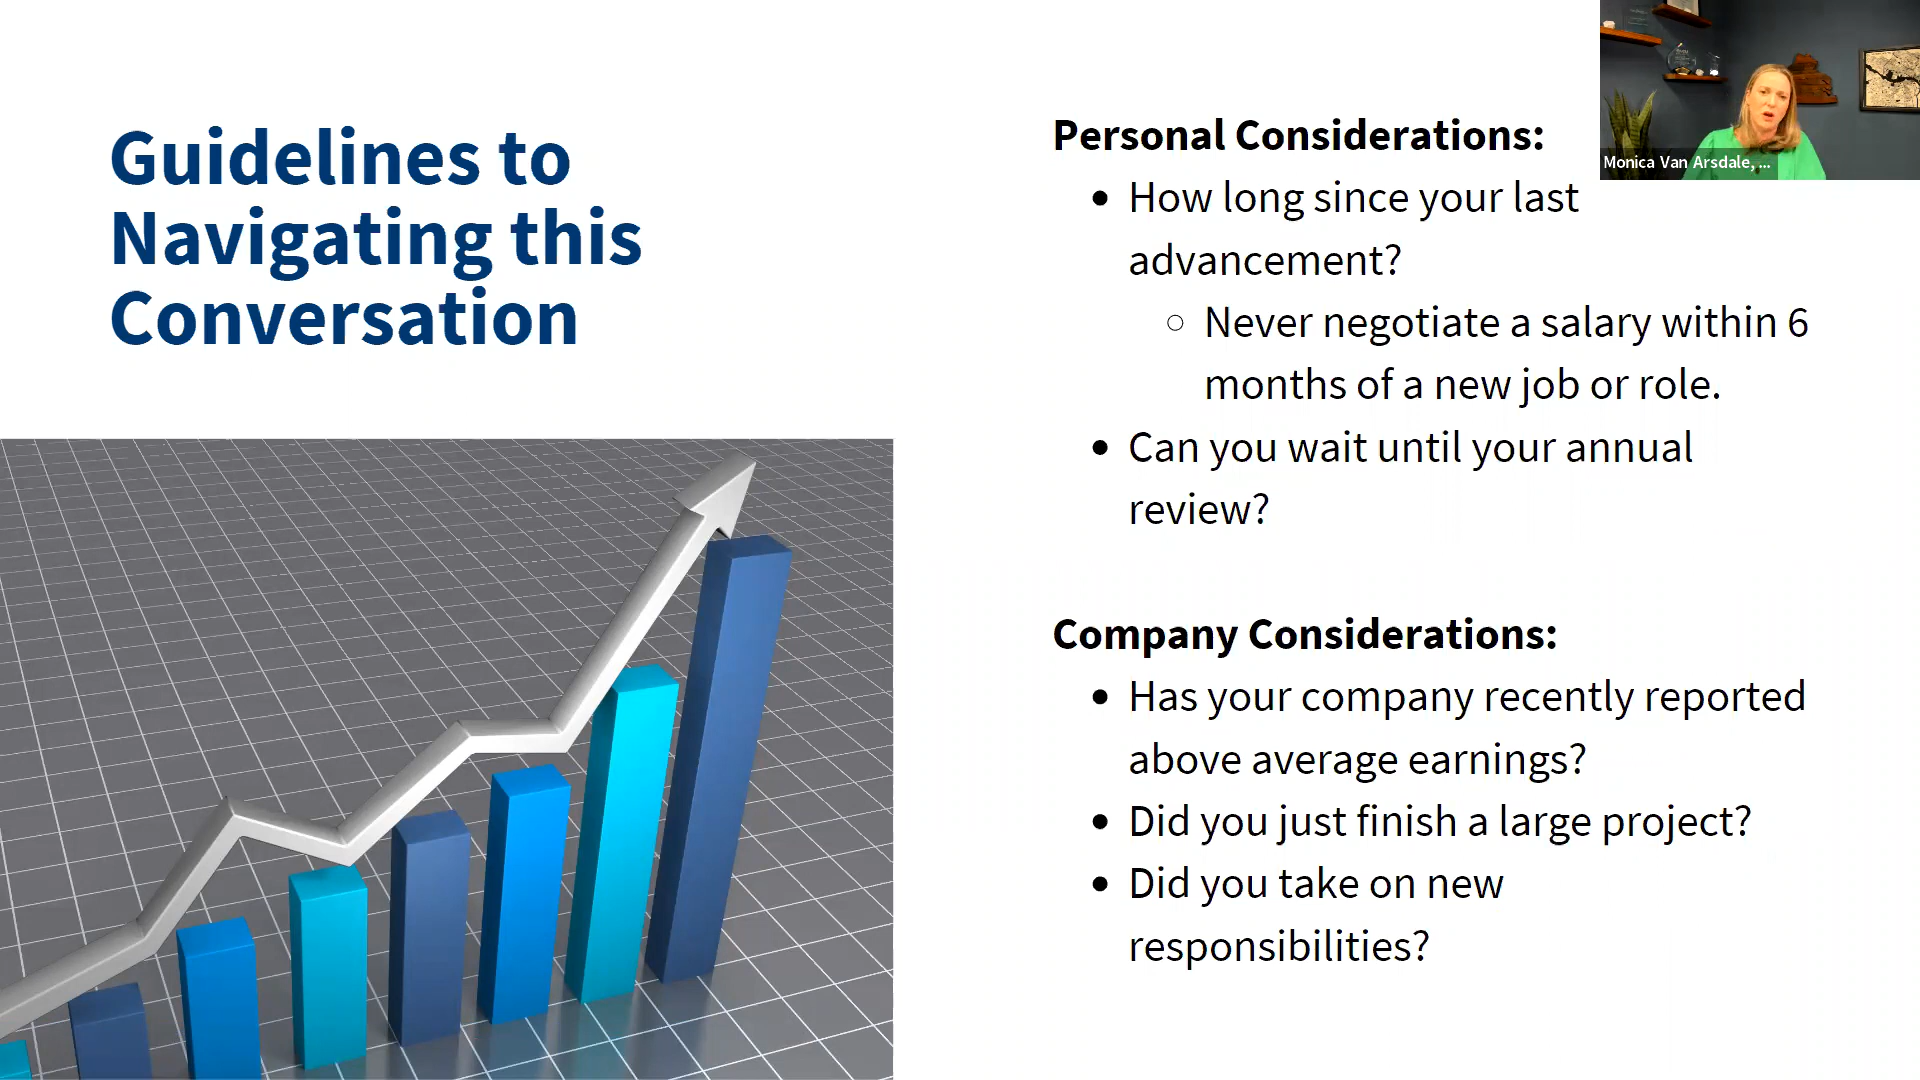 Guidelines to
Navigating this
Conversation
Personal Considerations:
• How long since your last
advancement?
○ Never negotiate a salary within 6
months of a new job or role.
• Can you wait until your annual
review?
Company Considerations:
• Has your company recently reported
above average earnings?
• Did you just finish a large project?
• Did you take on new
responsibilities?
Monica Van Arsdale, ...